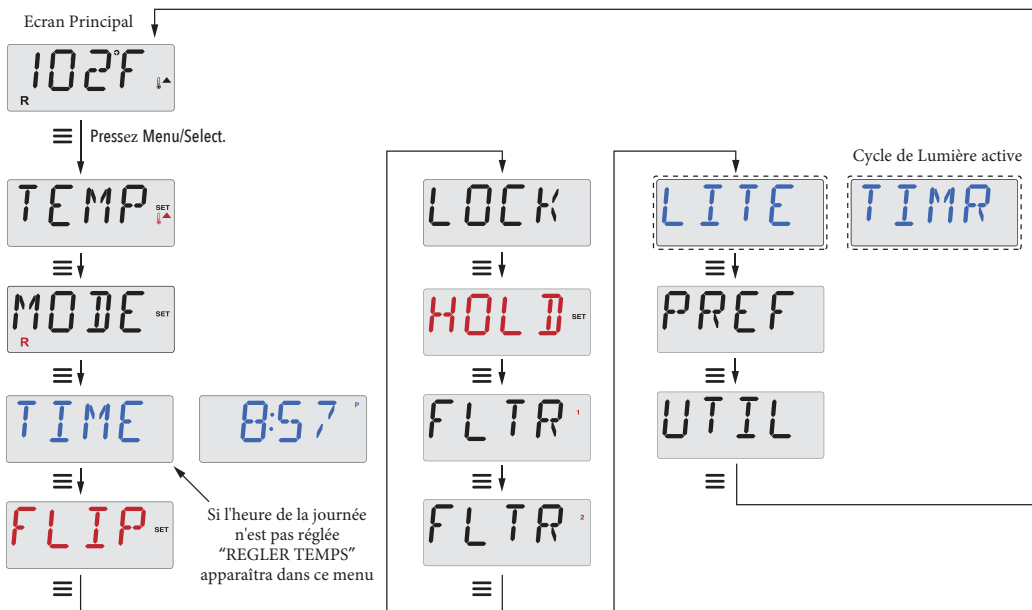 Ecran Principal
102°F
R
Pressez Menu/Select.
TEMP SET
MODE SET
R
TIME
8:57 P
FLIP SET
Si l'heure de la journée
n'est pas réglée
“REGLER TEMPS”
apparaîtra dans ce menu
LOCK
HOLD SET
FLTR 1
FLTR 2
Cycle de Lumière active
LITE
TIMR
PREF
UTIL